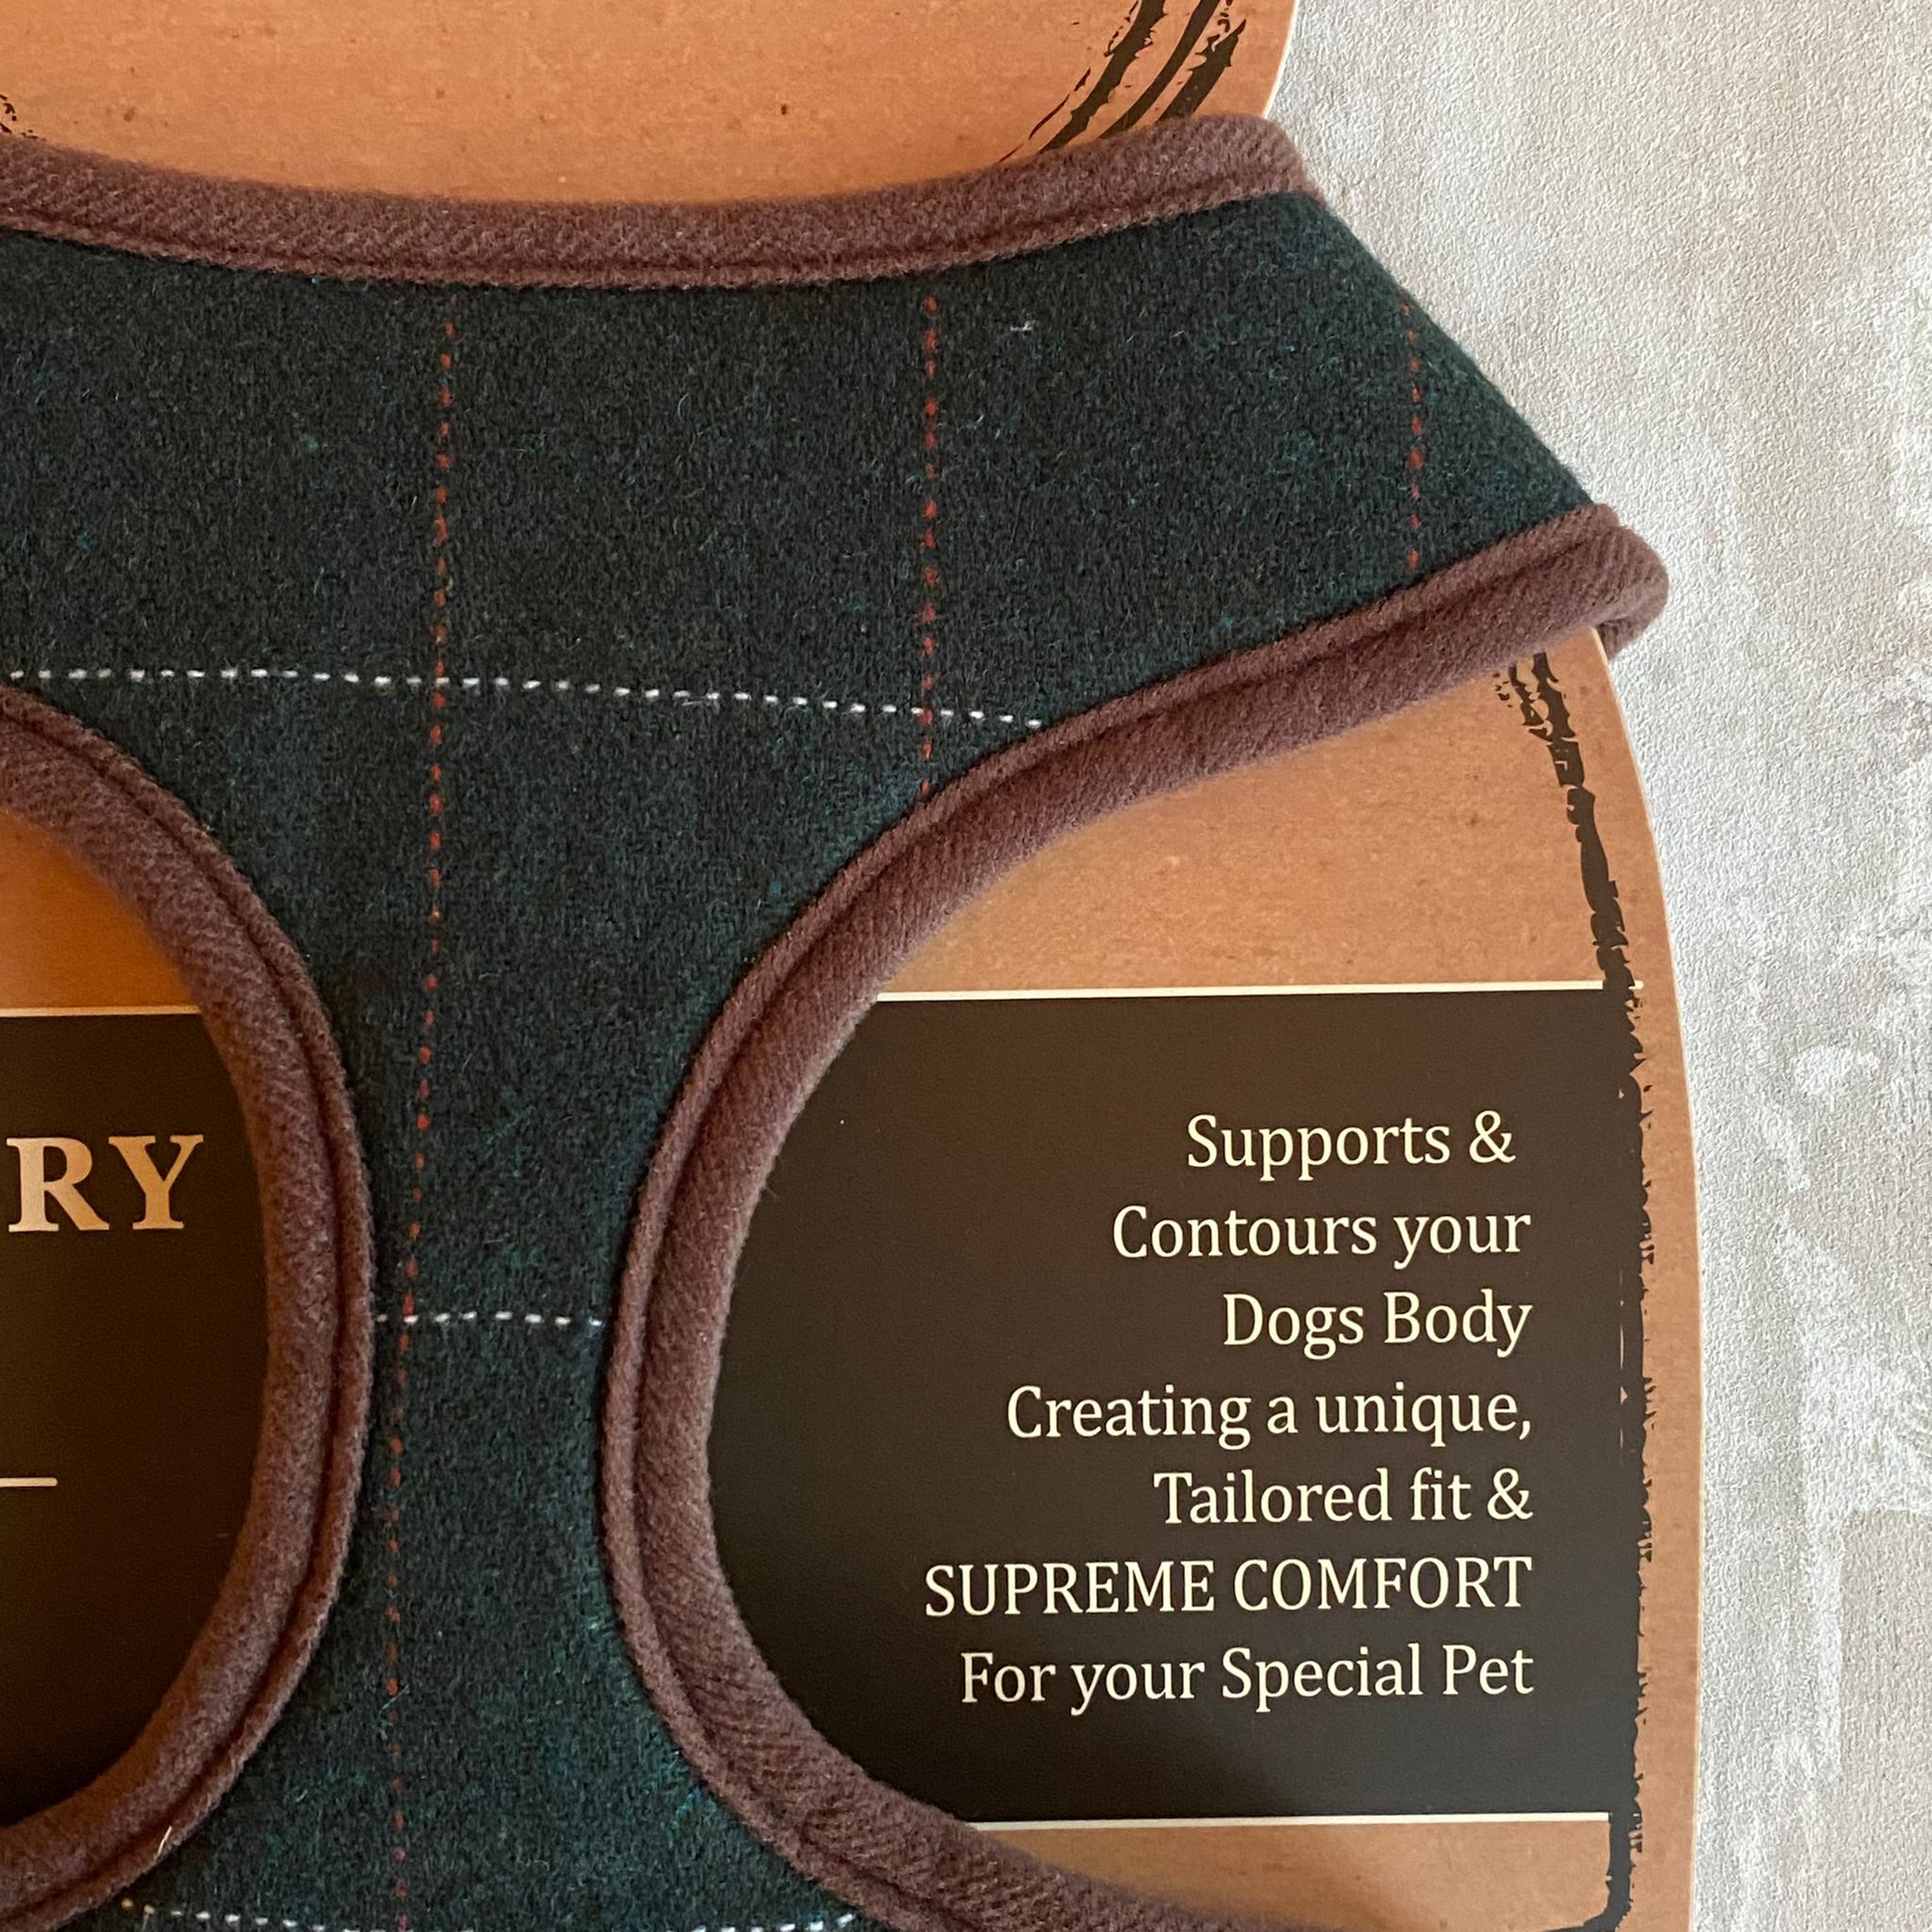 RY
Supports &
Contours your
Dogs Body
Creating a unique,
Tailored fit &
SUPREME COMFORT
For your Special Pet